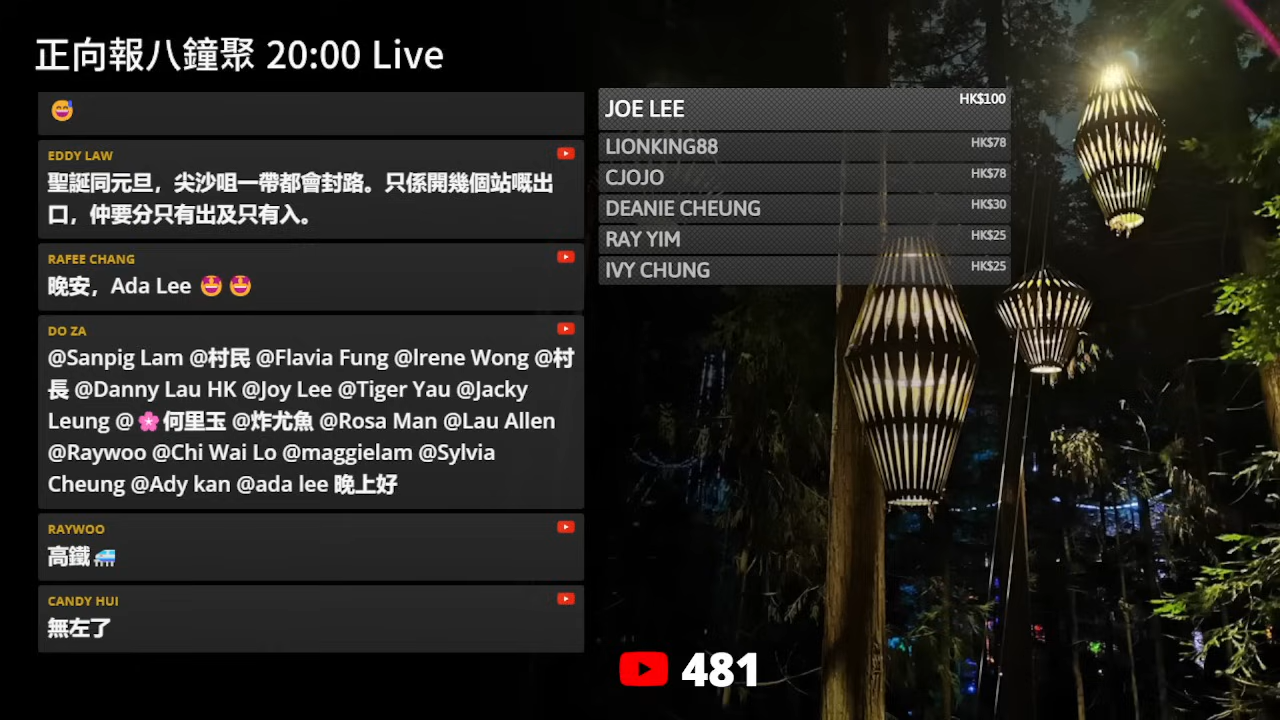 正向報八鐘聚 20:00 Live
😅
EDDY LAW
聖誕同元旦，尖沙咀一帶都會封路。只係開幾個站嘅出
口，仲要分只有出及只有入。
RAFEE CHANG
晚安，Ada Lee 🤩 🤩
DO ZA
@Sanpig Lam @村民 @Flavia Fung @lrene Wong @村
長 @Danny Lau HK @Joy Lee @Tiger Yau @Jacky
Leung @🌸何里玉 @炸尤魚 @Rosa Man @Lau Allen
@Raywoo @Chi Wai Lo @maggielam @Sylvia
Cheung @Ady kan @ada lee 晚上好
RAYWOO
高鐵🚄
CANDY HUI
無左了
JOE LEE HK$100
LIONKING88 HK$78
CJOJO HK$78
DEANIE CHEUNG HK$30
RAY YIM HK$25
IVY CHUNG HK$25
481